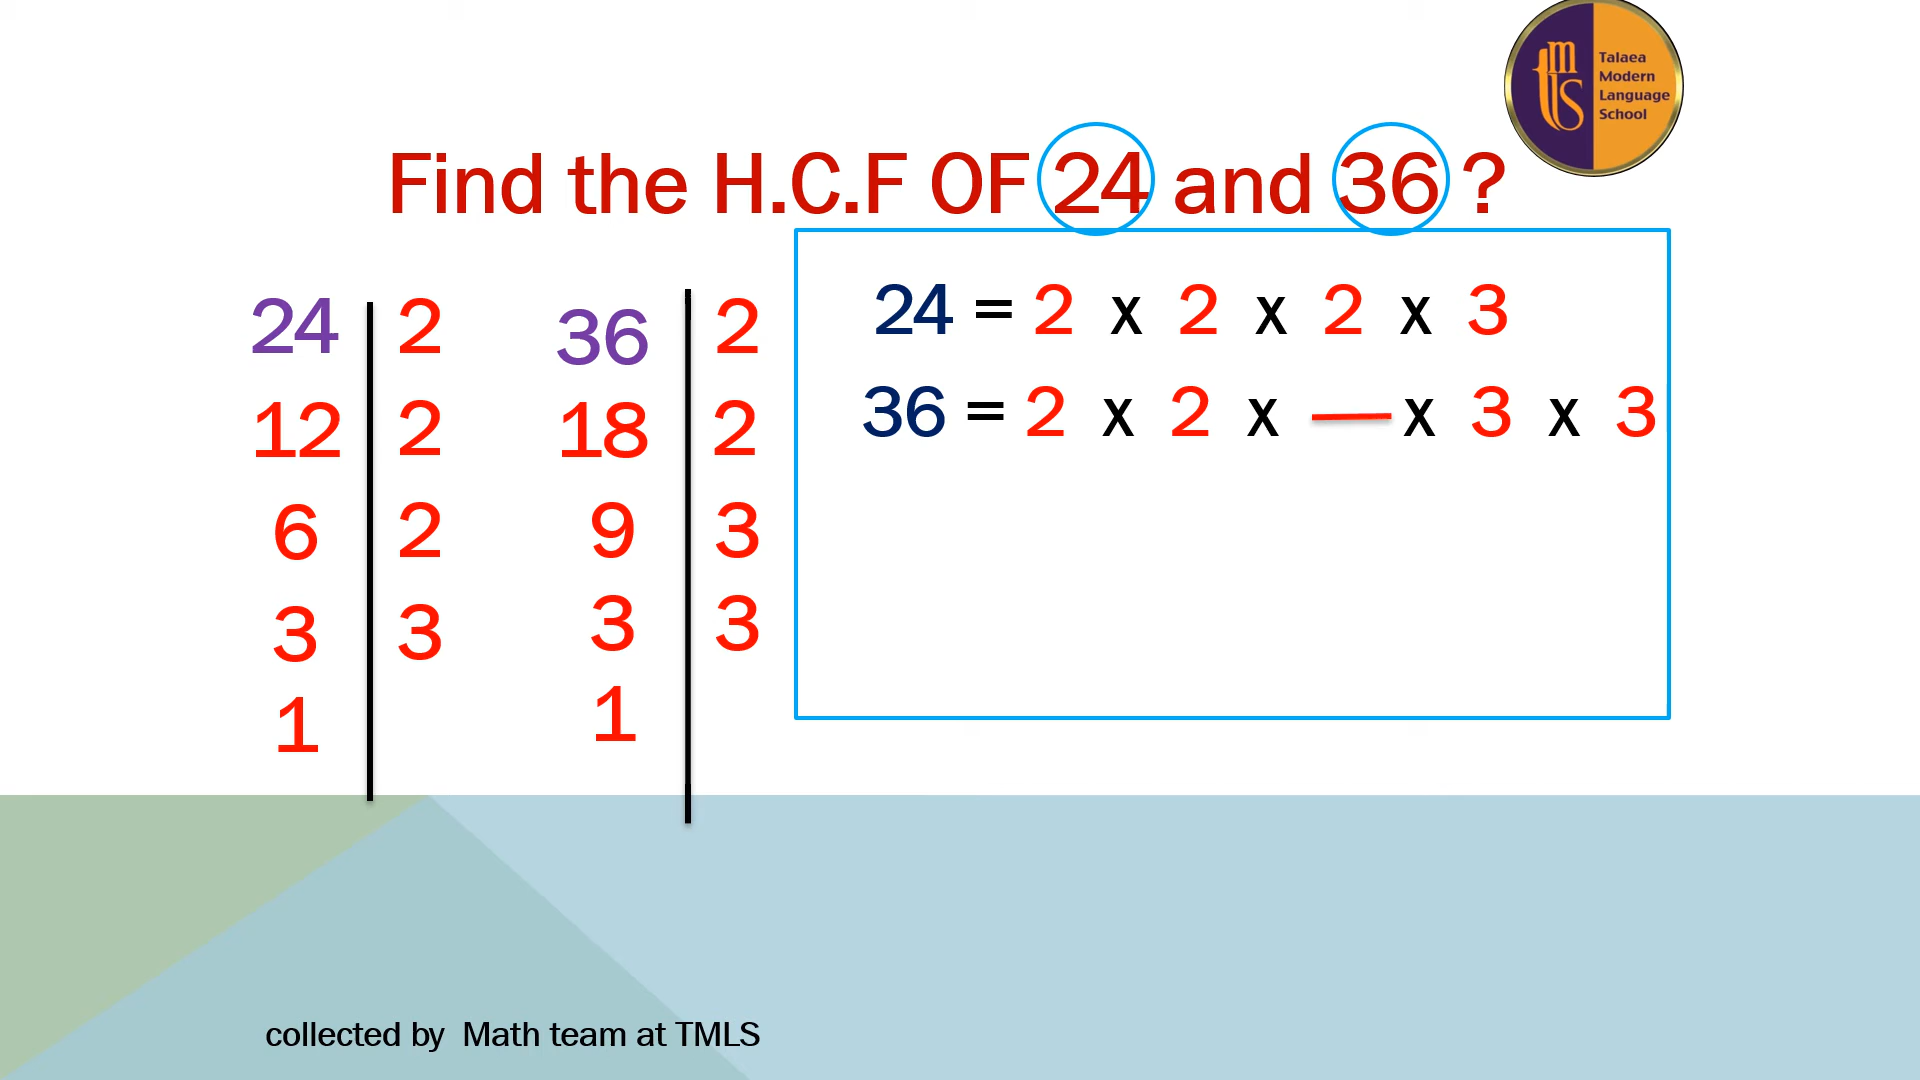 Talaea
Modern
Language
School
tmls
Find the H.C.F OF 24 and 36 ?
24 2
12 2
6 2
3 3
1
36 2
18 2
9 3
3 3
1
24 = 2 x 2 x 2 x 3
36 = 2 x 2 x — x 3 x 3
collected by Math team at TMLS